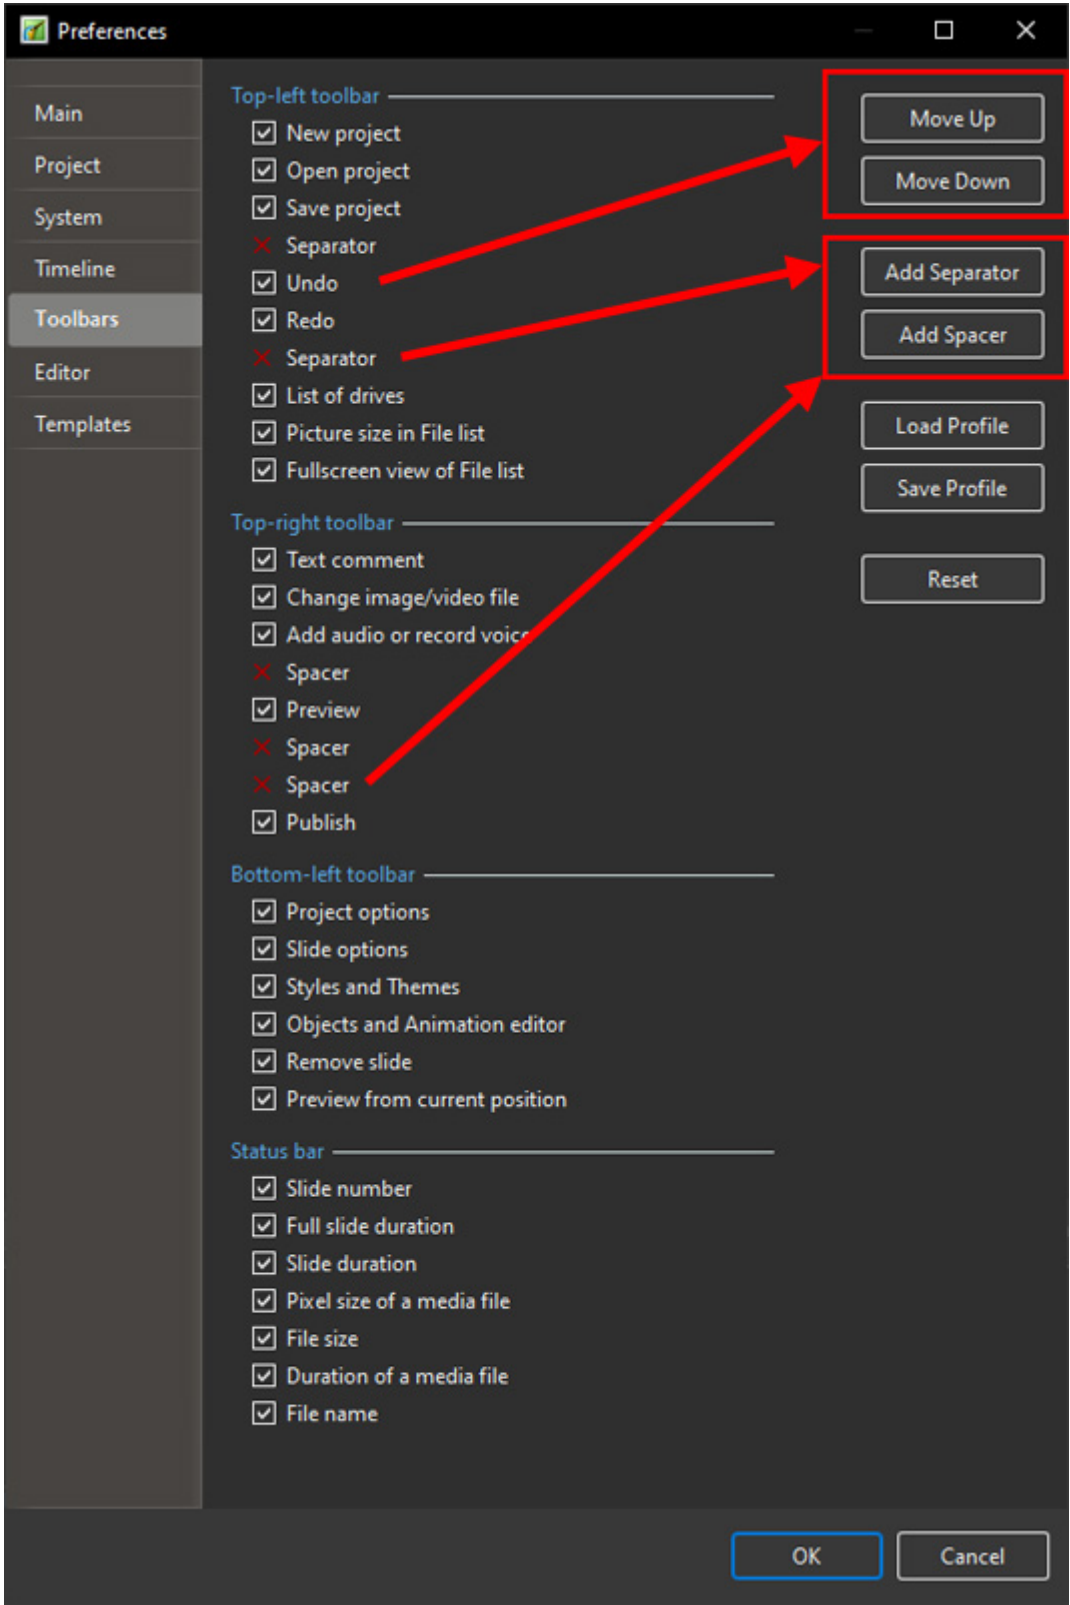 Preferences
Main
Project
System
Timeline
Toolbars
Editor
Templates
Top-left toolbar
New project
Open project
Save project
Separator
Undo
Redo
Separator
List of drives
Picture size in File list
Fullscreen view of File list
Top-right toolbar
Text comment
Change image/video file
Add audio or record voice
Spacer
Preview
Spacer
Spacer
Publish
Bottom-left toolbar
Project options
Slide options
Styles and Themes
Objects and Animation editor
Remove slide
Preview from current position
Status bar
Slide number
Full slide duration
Slide duration
Pixel size of a media file
File size
Duration of a media file
File name
Move Up
Move Down
Add Separator
Add Spacer
Load Profile
Save Profile
Reset
OK
Cancel